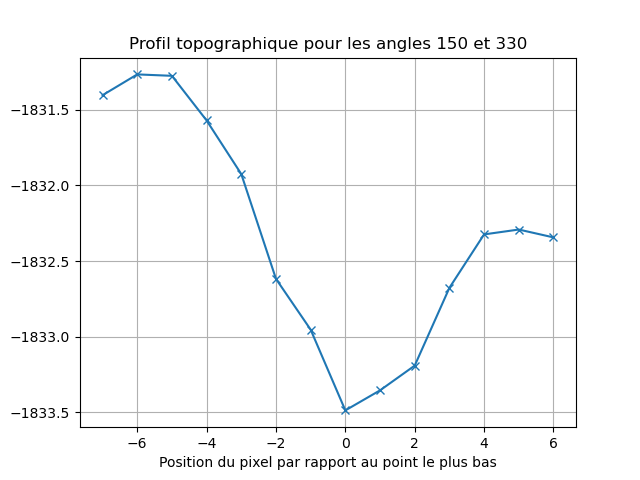 Profil topographique pour les angles 150 et 330
−1831.5
−1832.0
−1832.5
−1833.0
−1833.5
−6 −4 −2 0 2 4 6
Position du pixel par rapport au point le plus bas